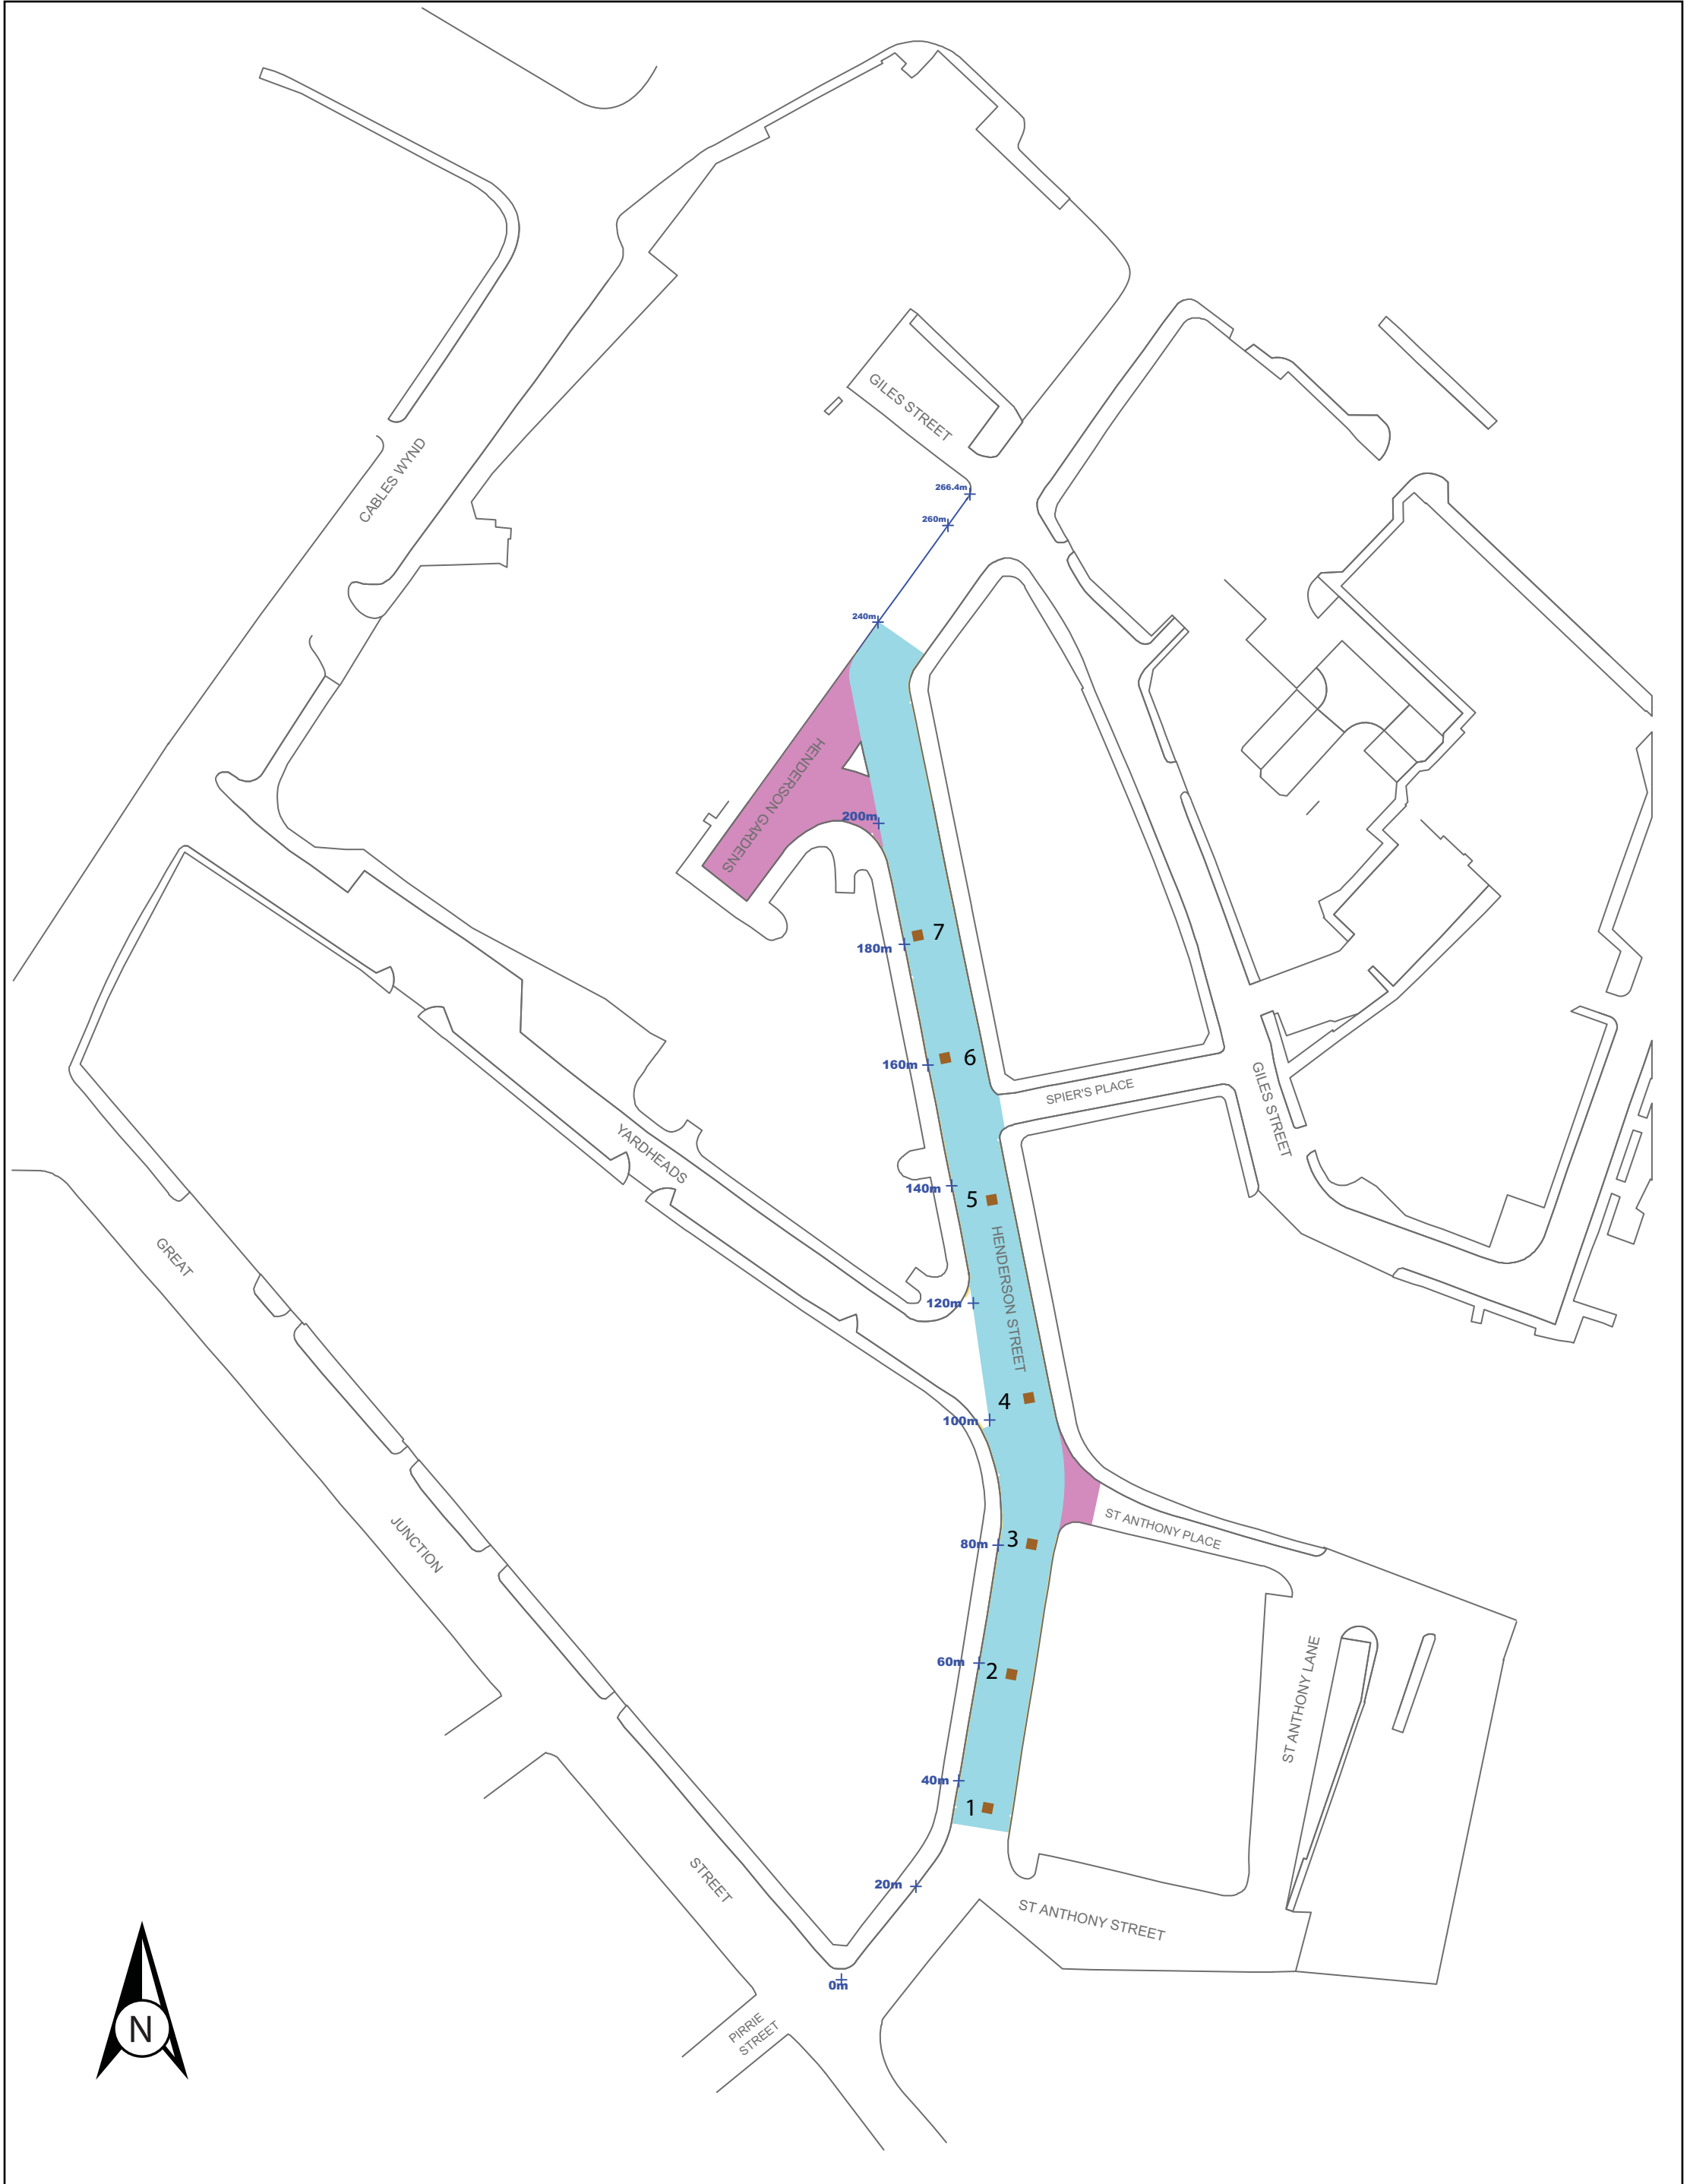 GILES STREET
CABLES WYND
266.4m
260m
240m
HENDERSON GARDENS
200m
7
180m
6
160m
SPIER'S PLACE
GILES STREET
YARDHEADS
140m
5
GREAT
HENDERSON STREET
120m
4
100m
JUNCTION
ST ANTHONY PLACE
80m
3
60m
2
ST ANTHONY LANE
40m
1
STREET
20m
ST ANTHONY STREET
0m
N
PIRRIE
STREET